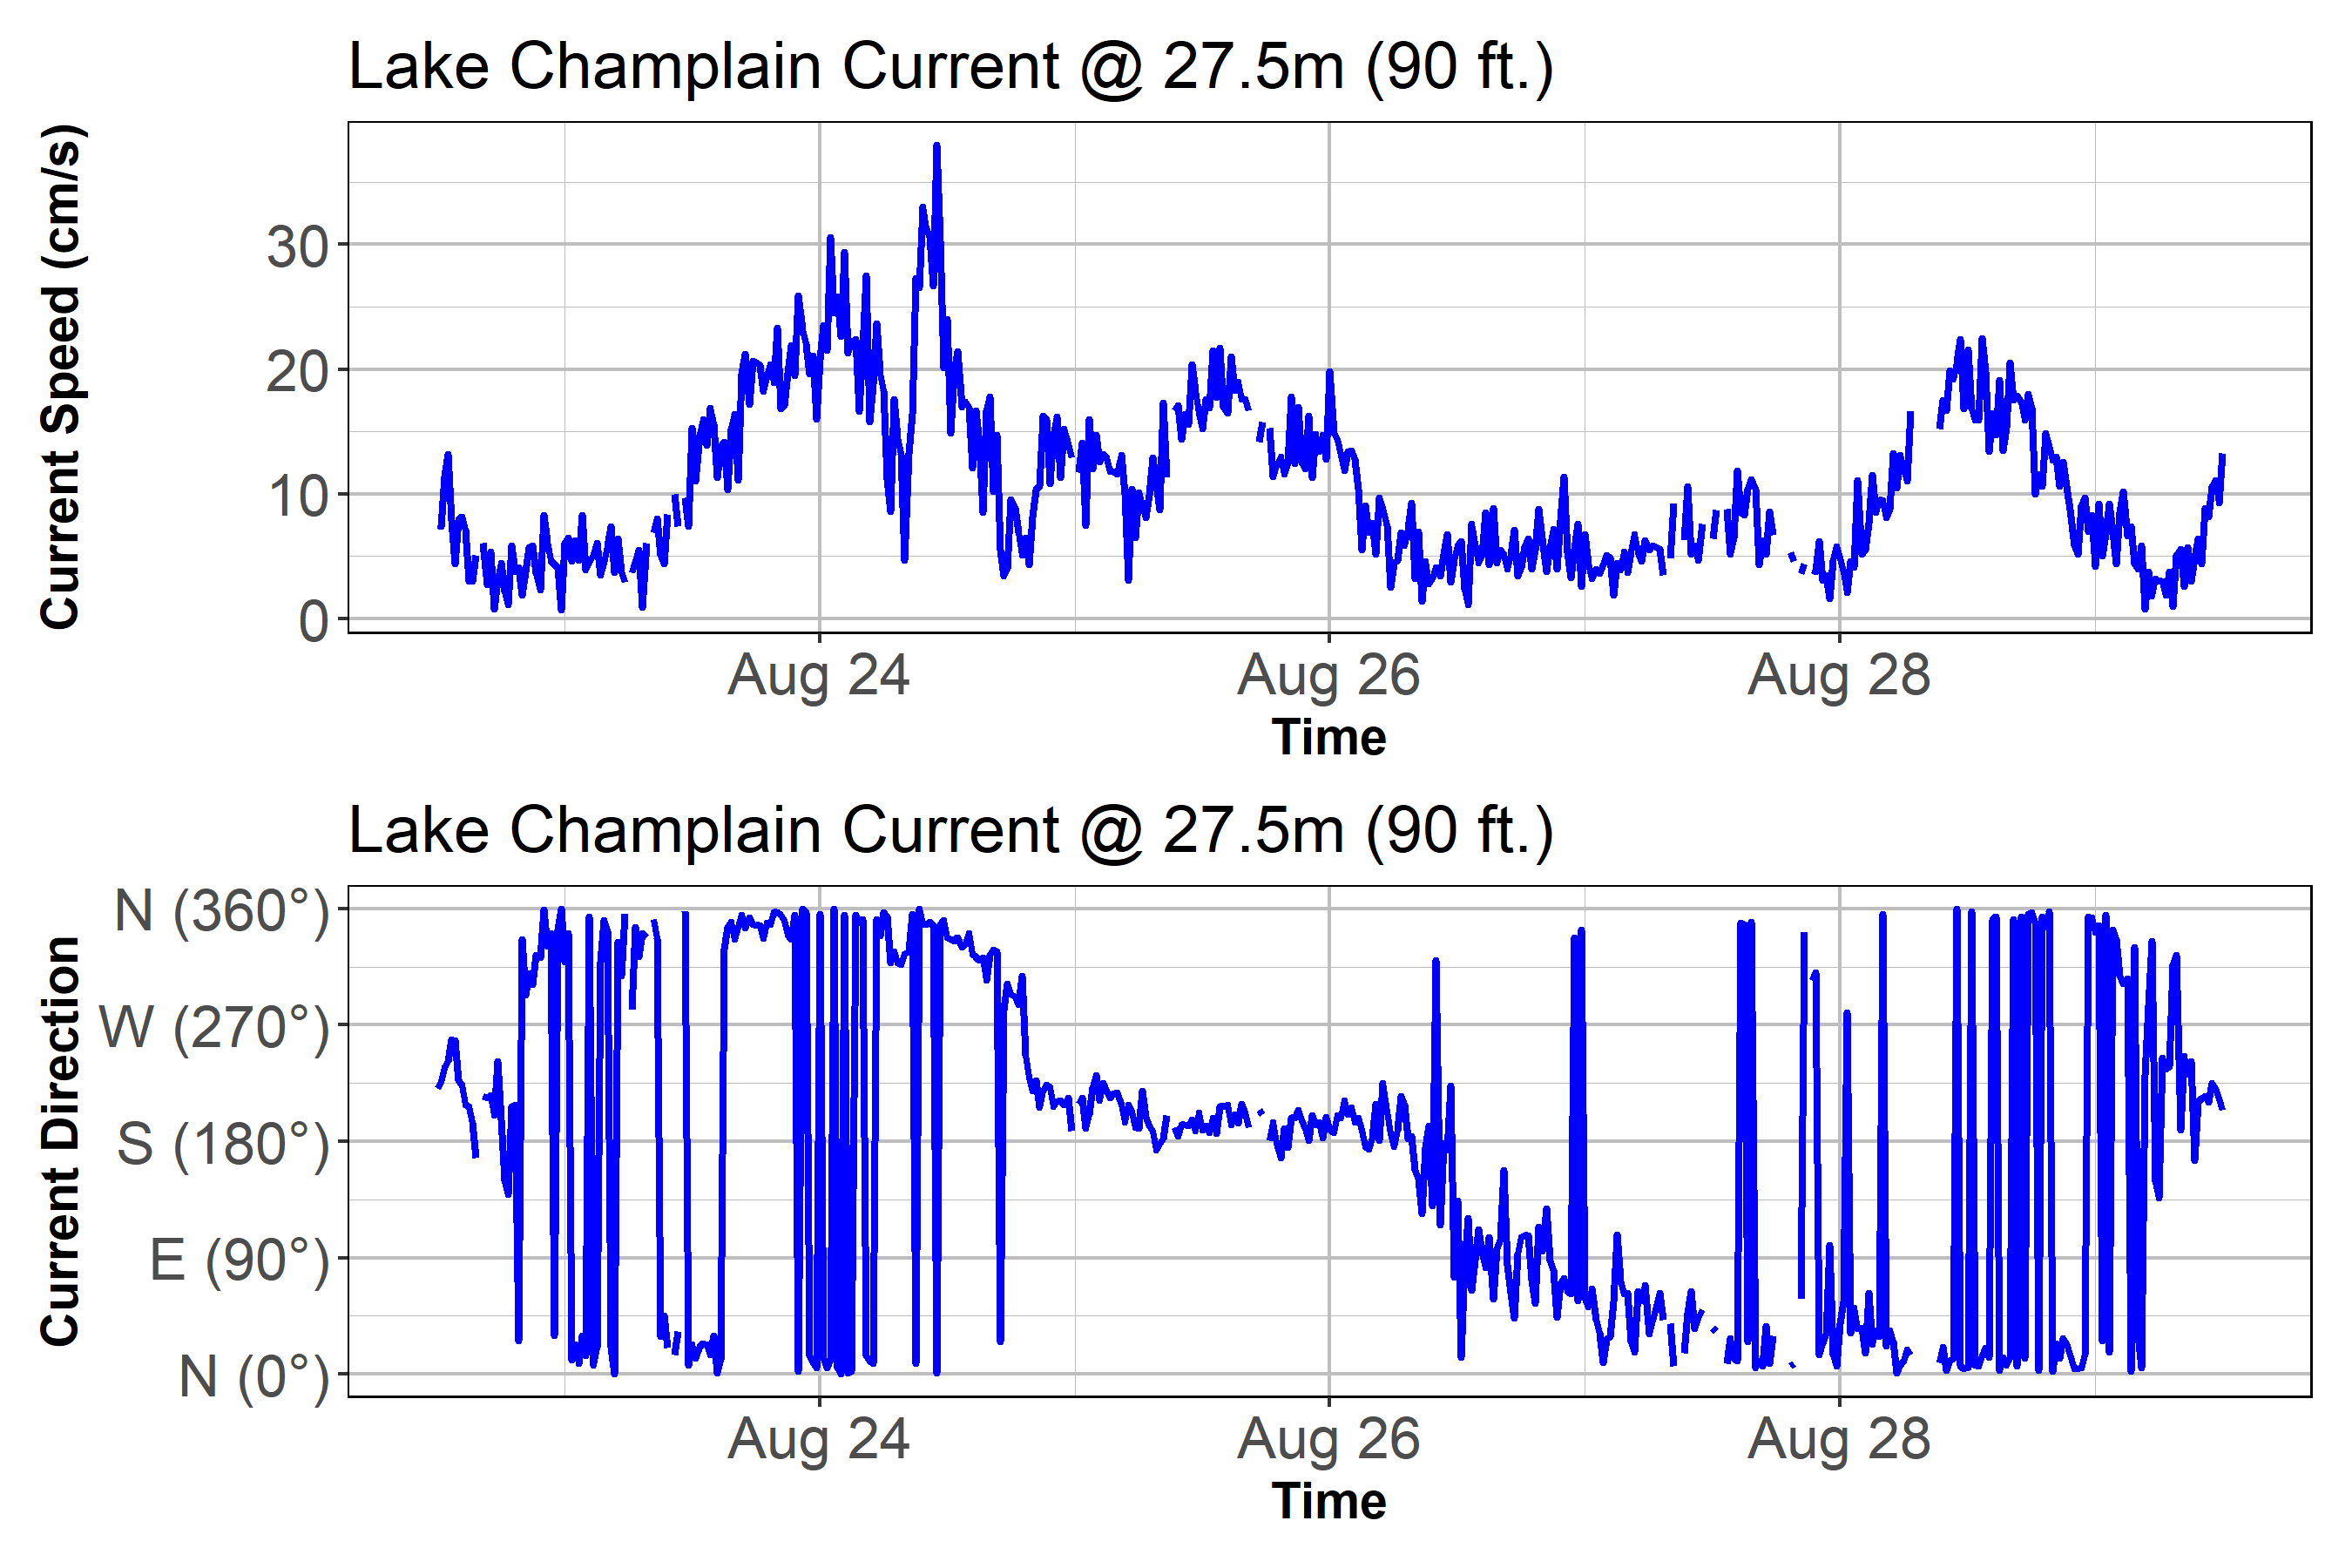 Lake Champlain Current @ 27.5m (90 ft.)
Current Speed (cm/s)
30
20
10
0
Aug 24 Aug 26 Aug 28
Time
Lake Champlain Current @ 27.5m (90 ft.)
Current Direction
N (360°)
W (270°)
S (180°)
E (90°)
N (0°)
Aug 24 Aug 26 Aug 28
Time